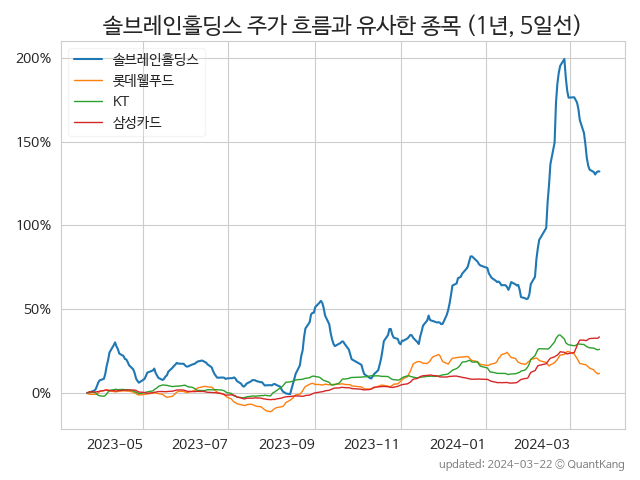 솔브레인홀딩스 주가 흐름과 유사한 종목 (1년, 5일선)
솔브레인홀딩스
롯데웰푸드
KT
삼성카드
200%
150%
100%
50%
0%
2023-05 2023-07 2023-09 2023-11 2024-01 2024-03
updated: 2024-03-22 © QuantKang